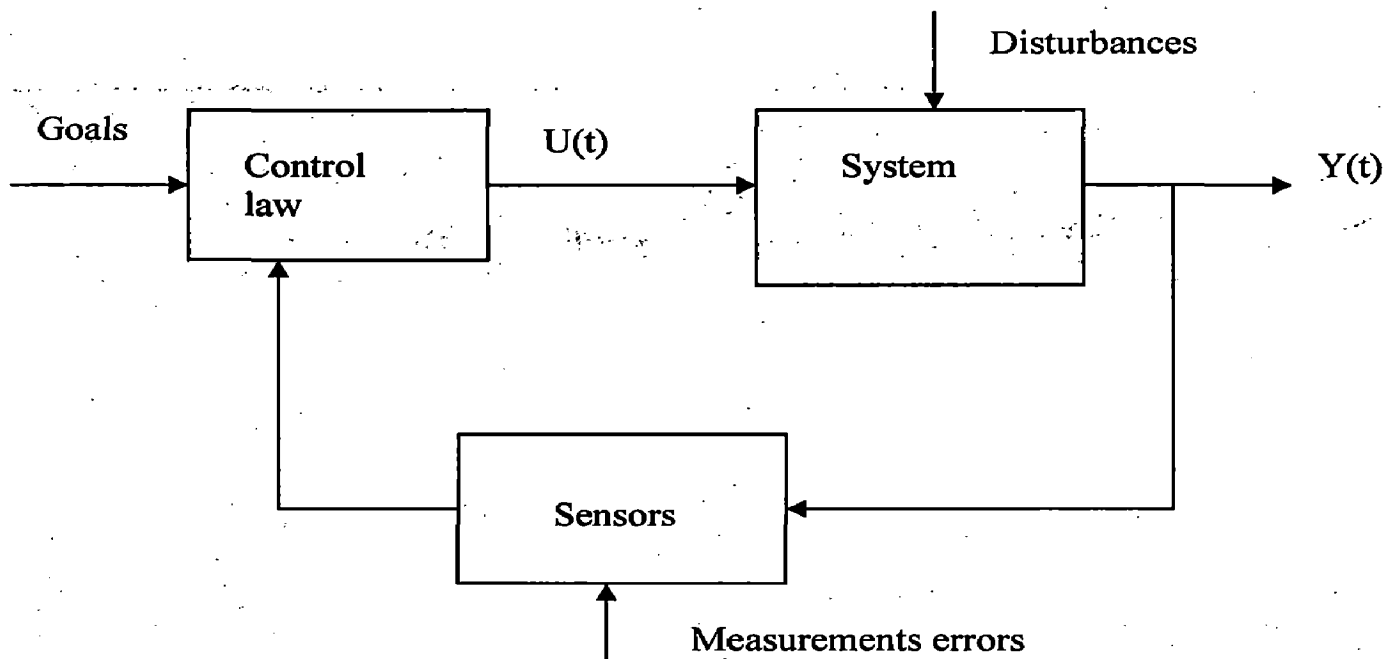 Disturbances
Goals
Control
law
U(t)
System
Y(t)
Sensors
Measurements errors